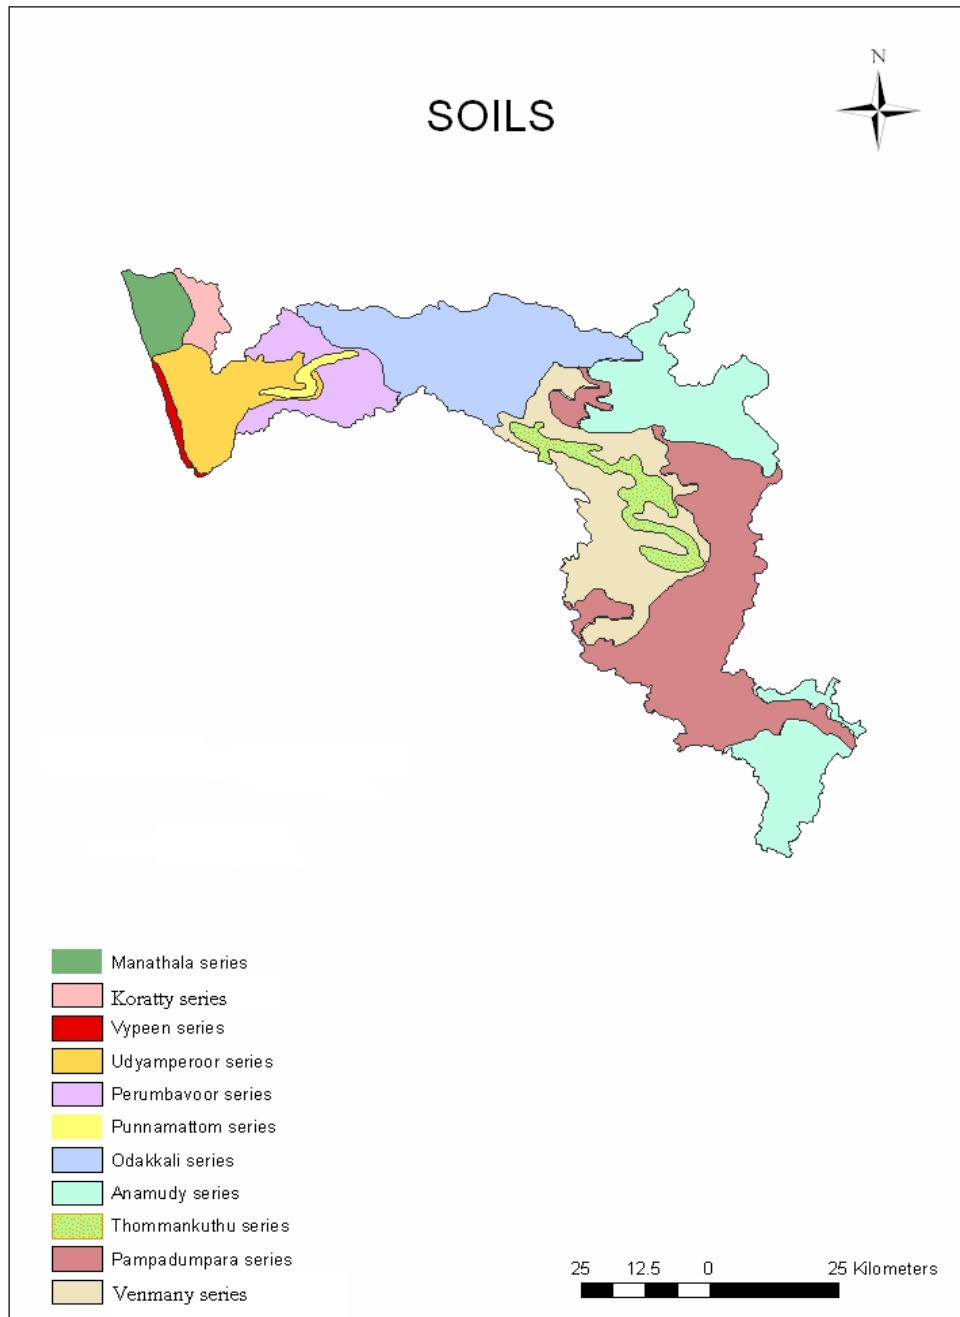 N
SOILS
Manathala series
Koratty series
Vypeen series
Udyamperoor series
Perumbavoor series
Punnamattom series
Odakkali series
Anamudy series
Thommankuthu series
Pampadumpara series
Venmany series
25 12.5 0 25 Kilometers